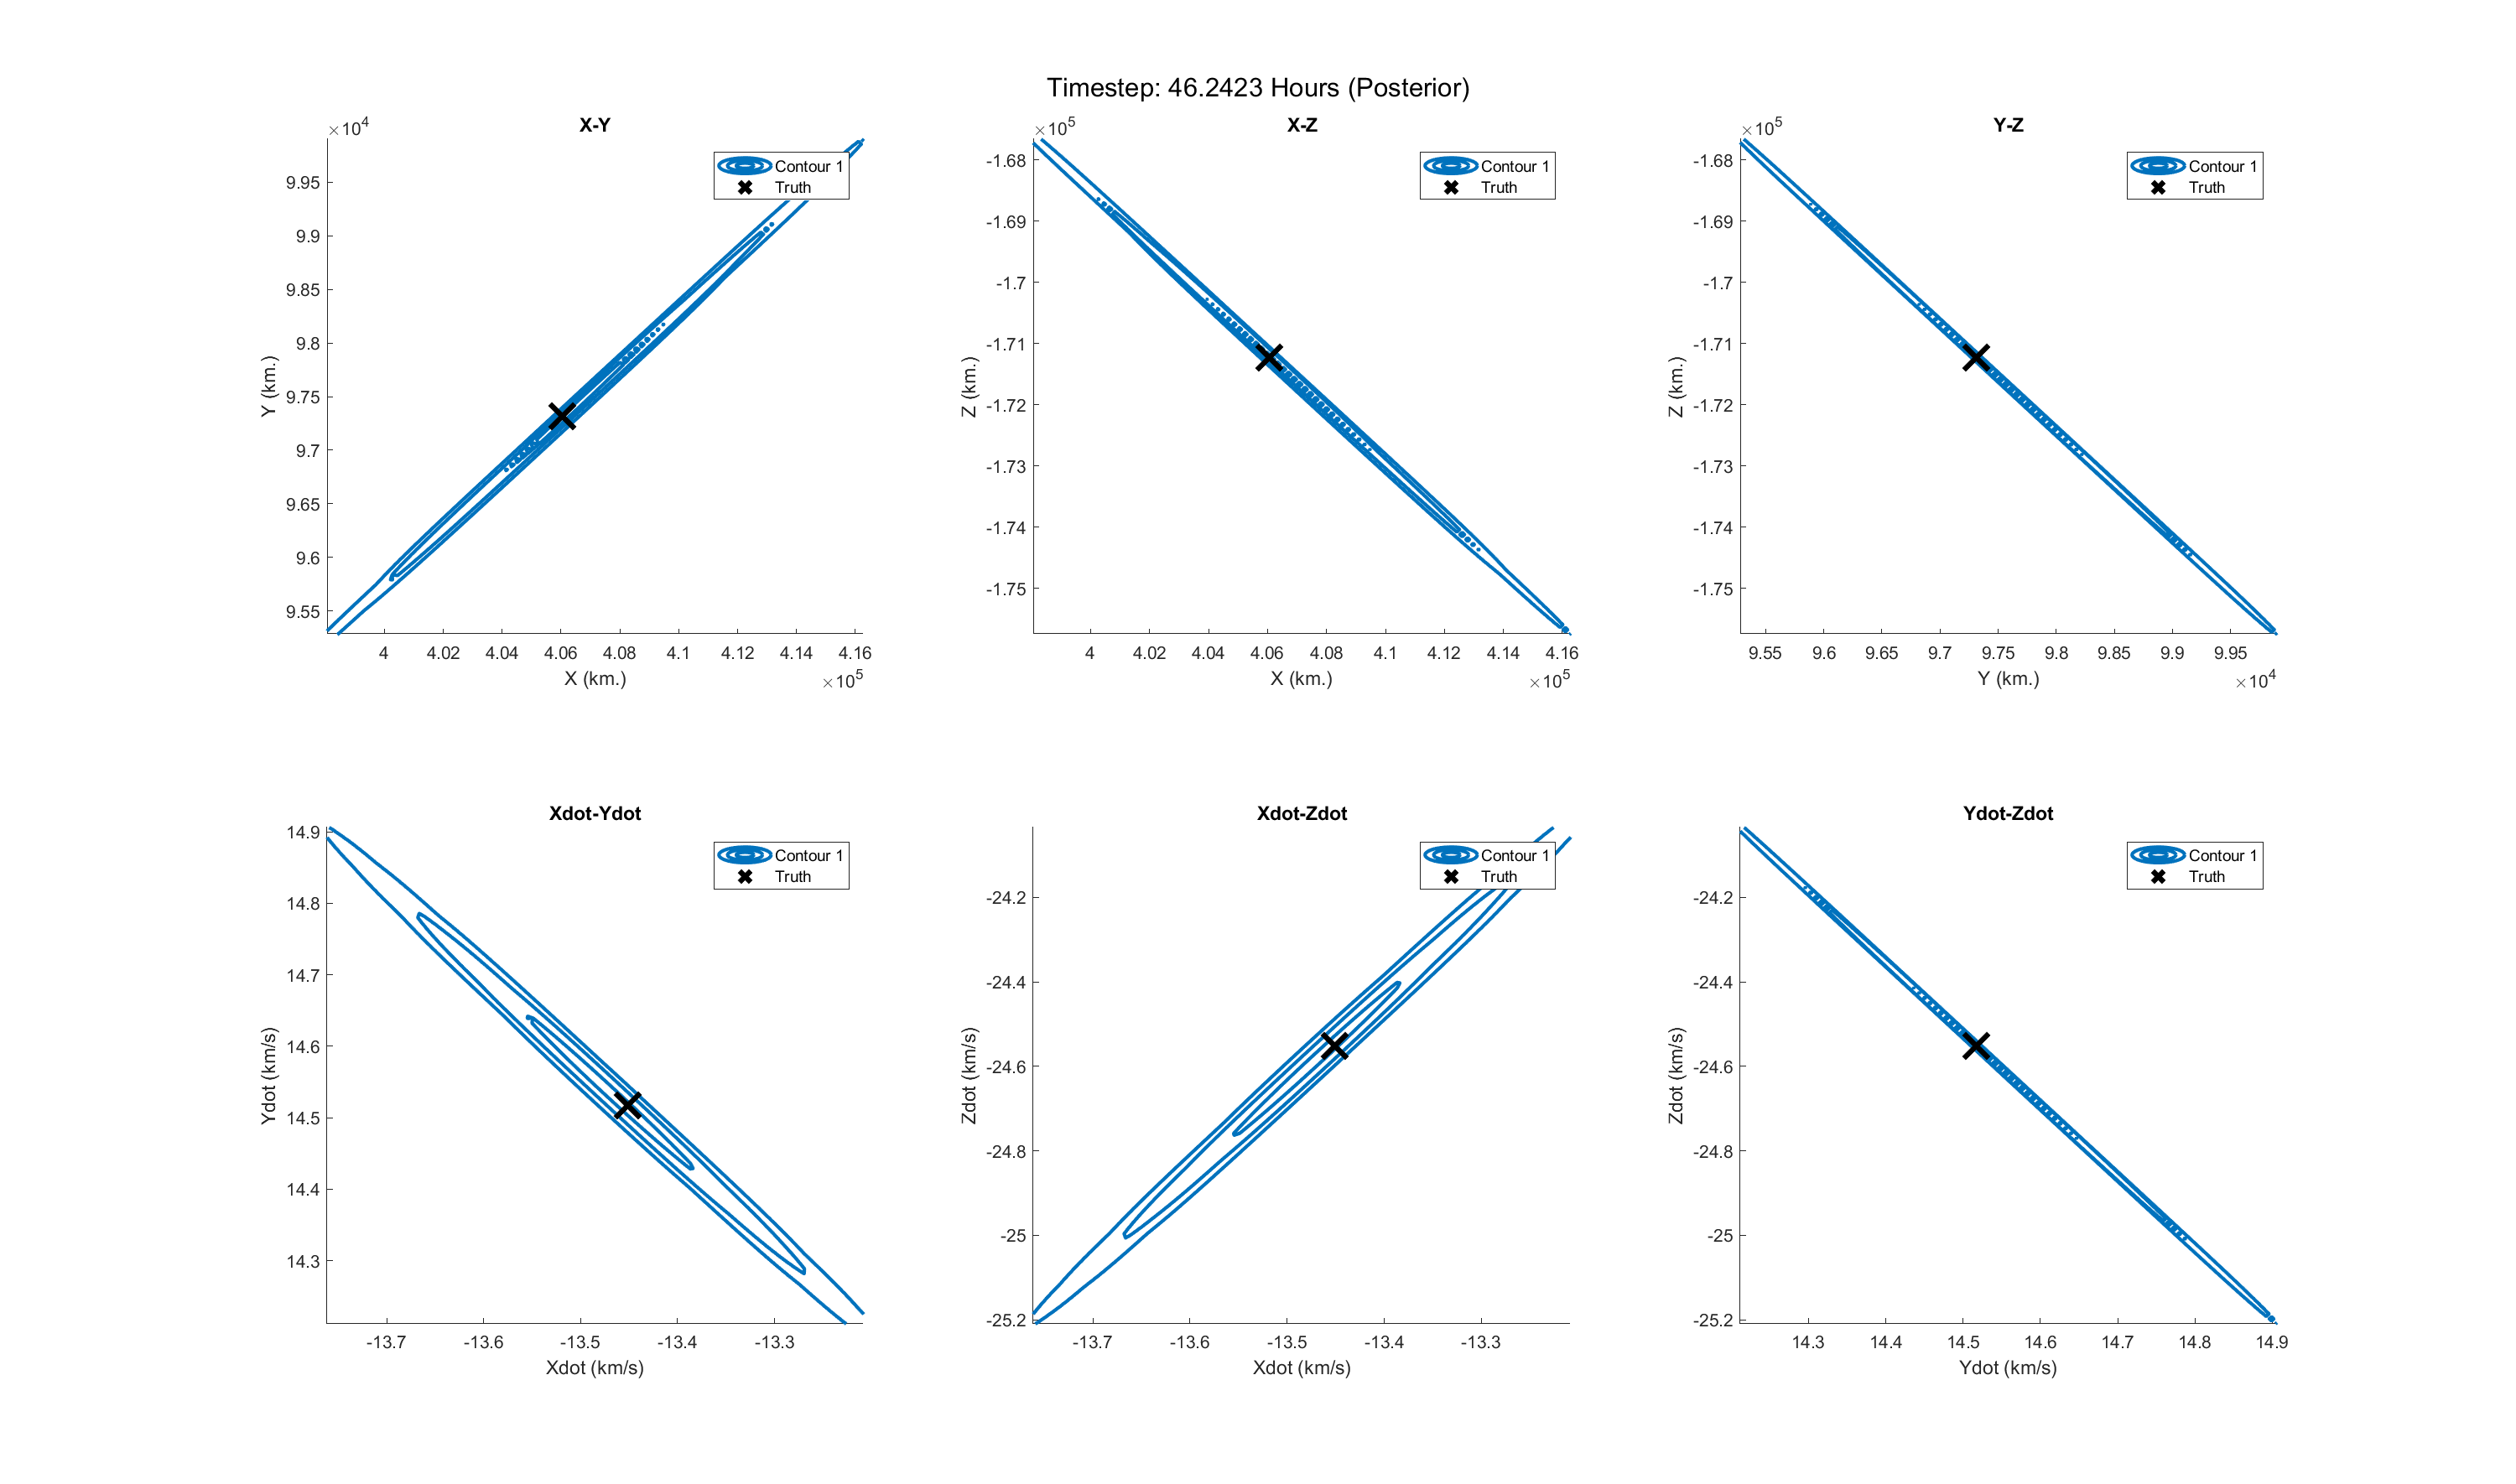 Timestep: 46.2423 Hours (Posterior)
X-Y
×10^4
9.95
9.9
9.85
9.8
9.75
9.7
9.65
9.6
9.55
Y (km.)
4 4.02 4.04 4.06 4.08 4.1 4.12 4.14 4.16
X (km.)
×10^5
Contour 1
Truth
X-Z
×10^5
-1.68
-1.69
-1.7
-1.71
-1.72
-1.73
-1.74
-1.75
Z (km.)
4 4.02 4.04 4.06 4.08 4.1 4.12 4.14 4.16
X (km.)
×10^5
Contour 1
Truth
Y-Z
×10^5
-1.68
-1.69
-1.7
-1.71
-1.72
-1.73
-1.74
-1.75
Z (km.)
9.55 9.6 9.65 9.7 9.75 9.8 9.85 9.9 9.95
Y (km.)
×10^4
Contour 1
Truth
Xdot-Ydot
14.9
14.8
14.7
14.6
14.5
14.4
14.3
Ydot (km/s)
-13.7 -13.6 -13.5 -13.4 -13.3
Xdot (km/s)
Contour 1
Truth
Xdot-Zdot
-24.2
-24.4
-24.6
-24.8
-25
-25.2
Zdot (km/s)
-13.7 -13.6 -13.5 -13.4 -13.3
Xdot (km/s)
Contour 1
Truth
Ydot-Zdot
-24.2
-24.4
-24.6
-24.8
-25
-25.2
Zdot (km/s)
14.3 14.4 14.5 14.6 14.7 14.8 14.9
Ydot (km/s)
Contour 1
Truth